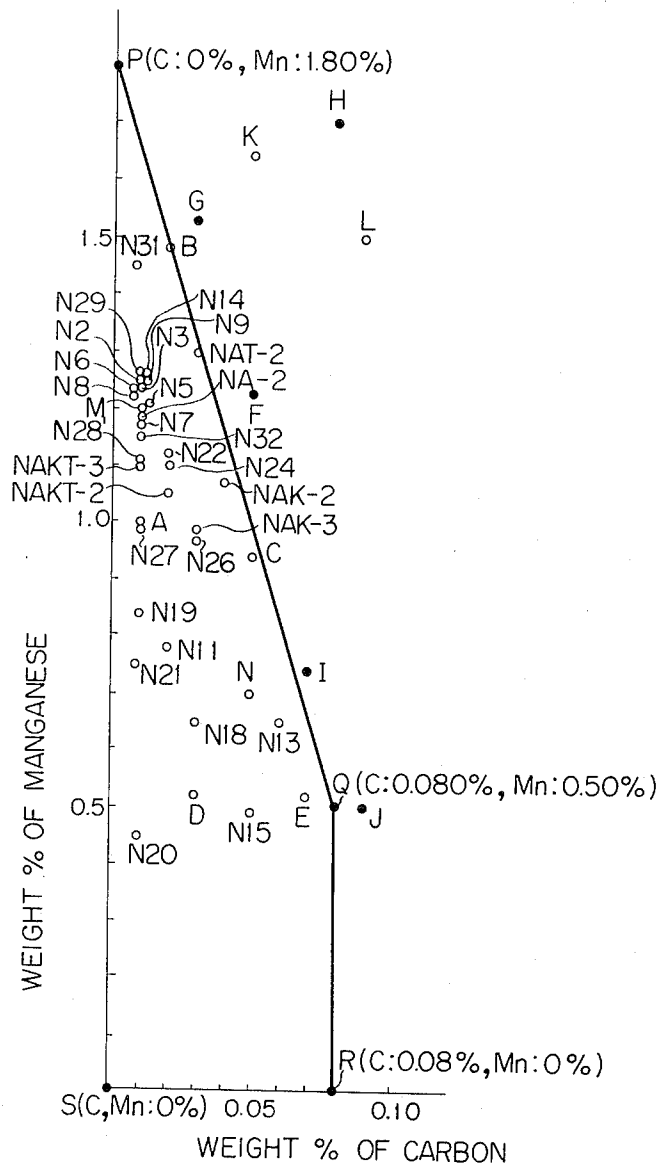 P(C:0%, Mn:1.80%)
H
K
G
L
1.5
N31
B
N29
N14
N2
N3
N9
N6
NAT-2
N8
N5
NA-2
M
N7
F
N28
N32
NAKT-3
N22
N24
NAKT-2
NAK-2
1.0
A
NAK-3
N27
N26
C
N19
N11
N21
N
I
N18
N13
Q(C:0.080%, Mn:0.50%)
0.5
D
N15
E
J
N20
WEIGHT % OF MANGANESE
R(C:0.08%, Mn:0%)
S(C,Mn:0%)
0.05
0.10
WEIGHT % OF CARBON